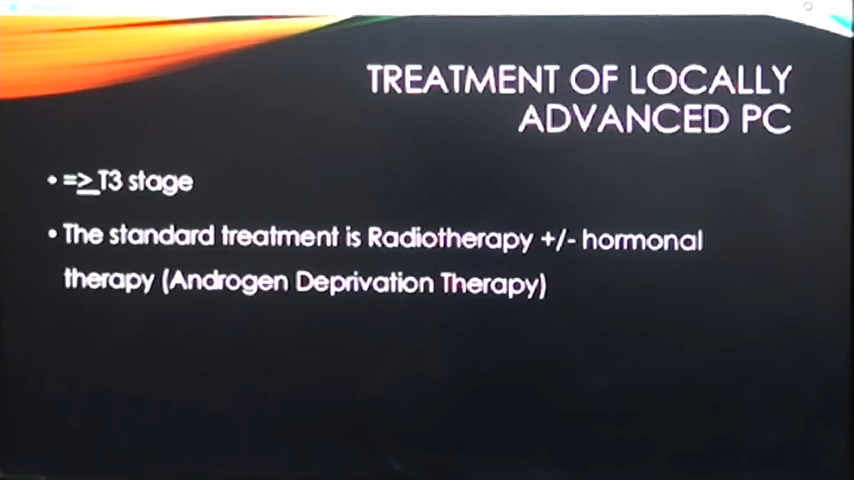 TREATMENT OF LOCALLY
ADVANCED PC
• => T3 stage
• The standard treatment is Radiotherapy +/- hormonal
therapy (Androgen Deprivation Therapy)